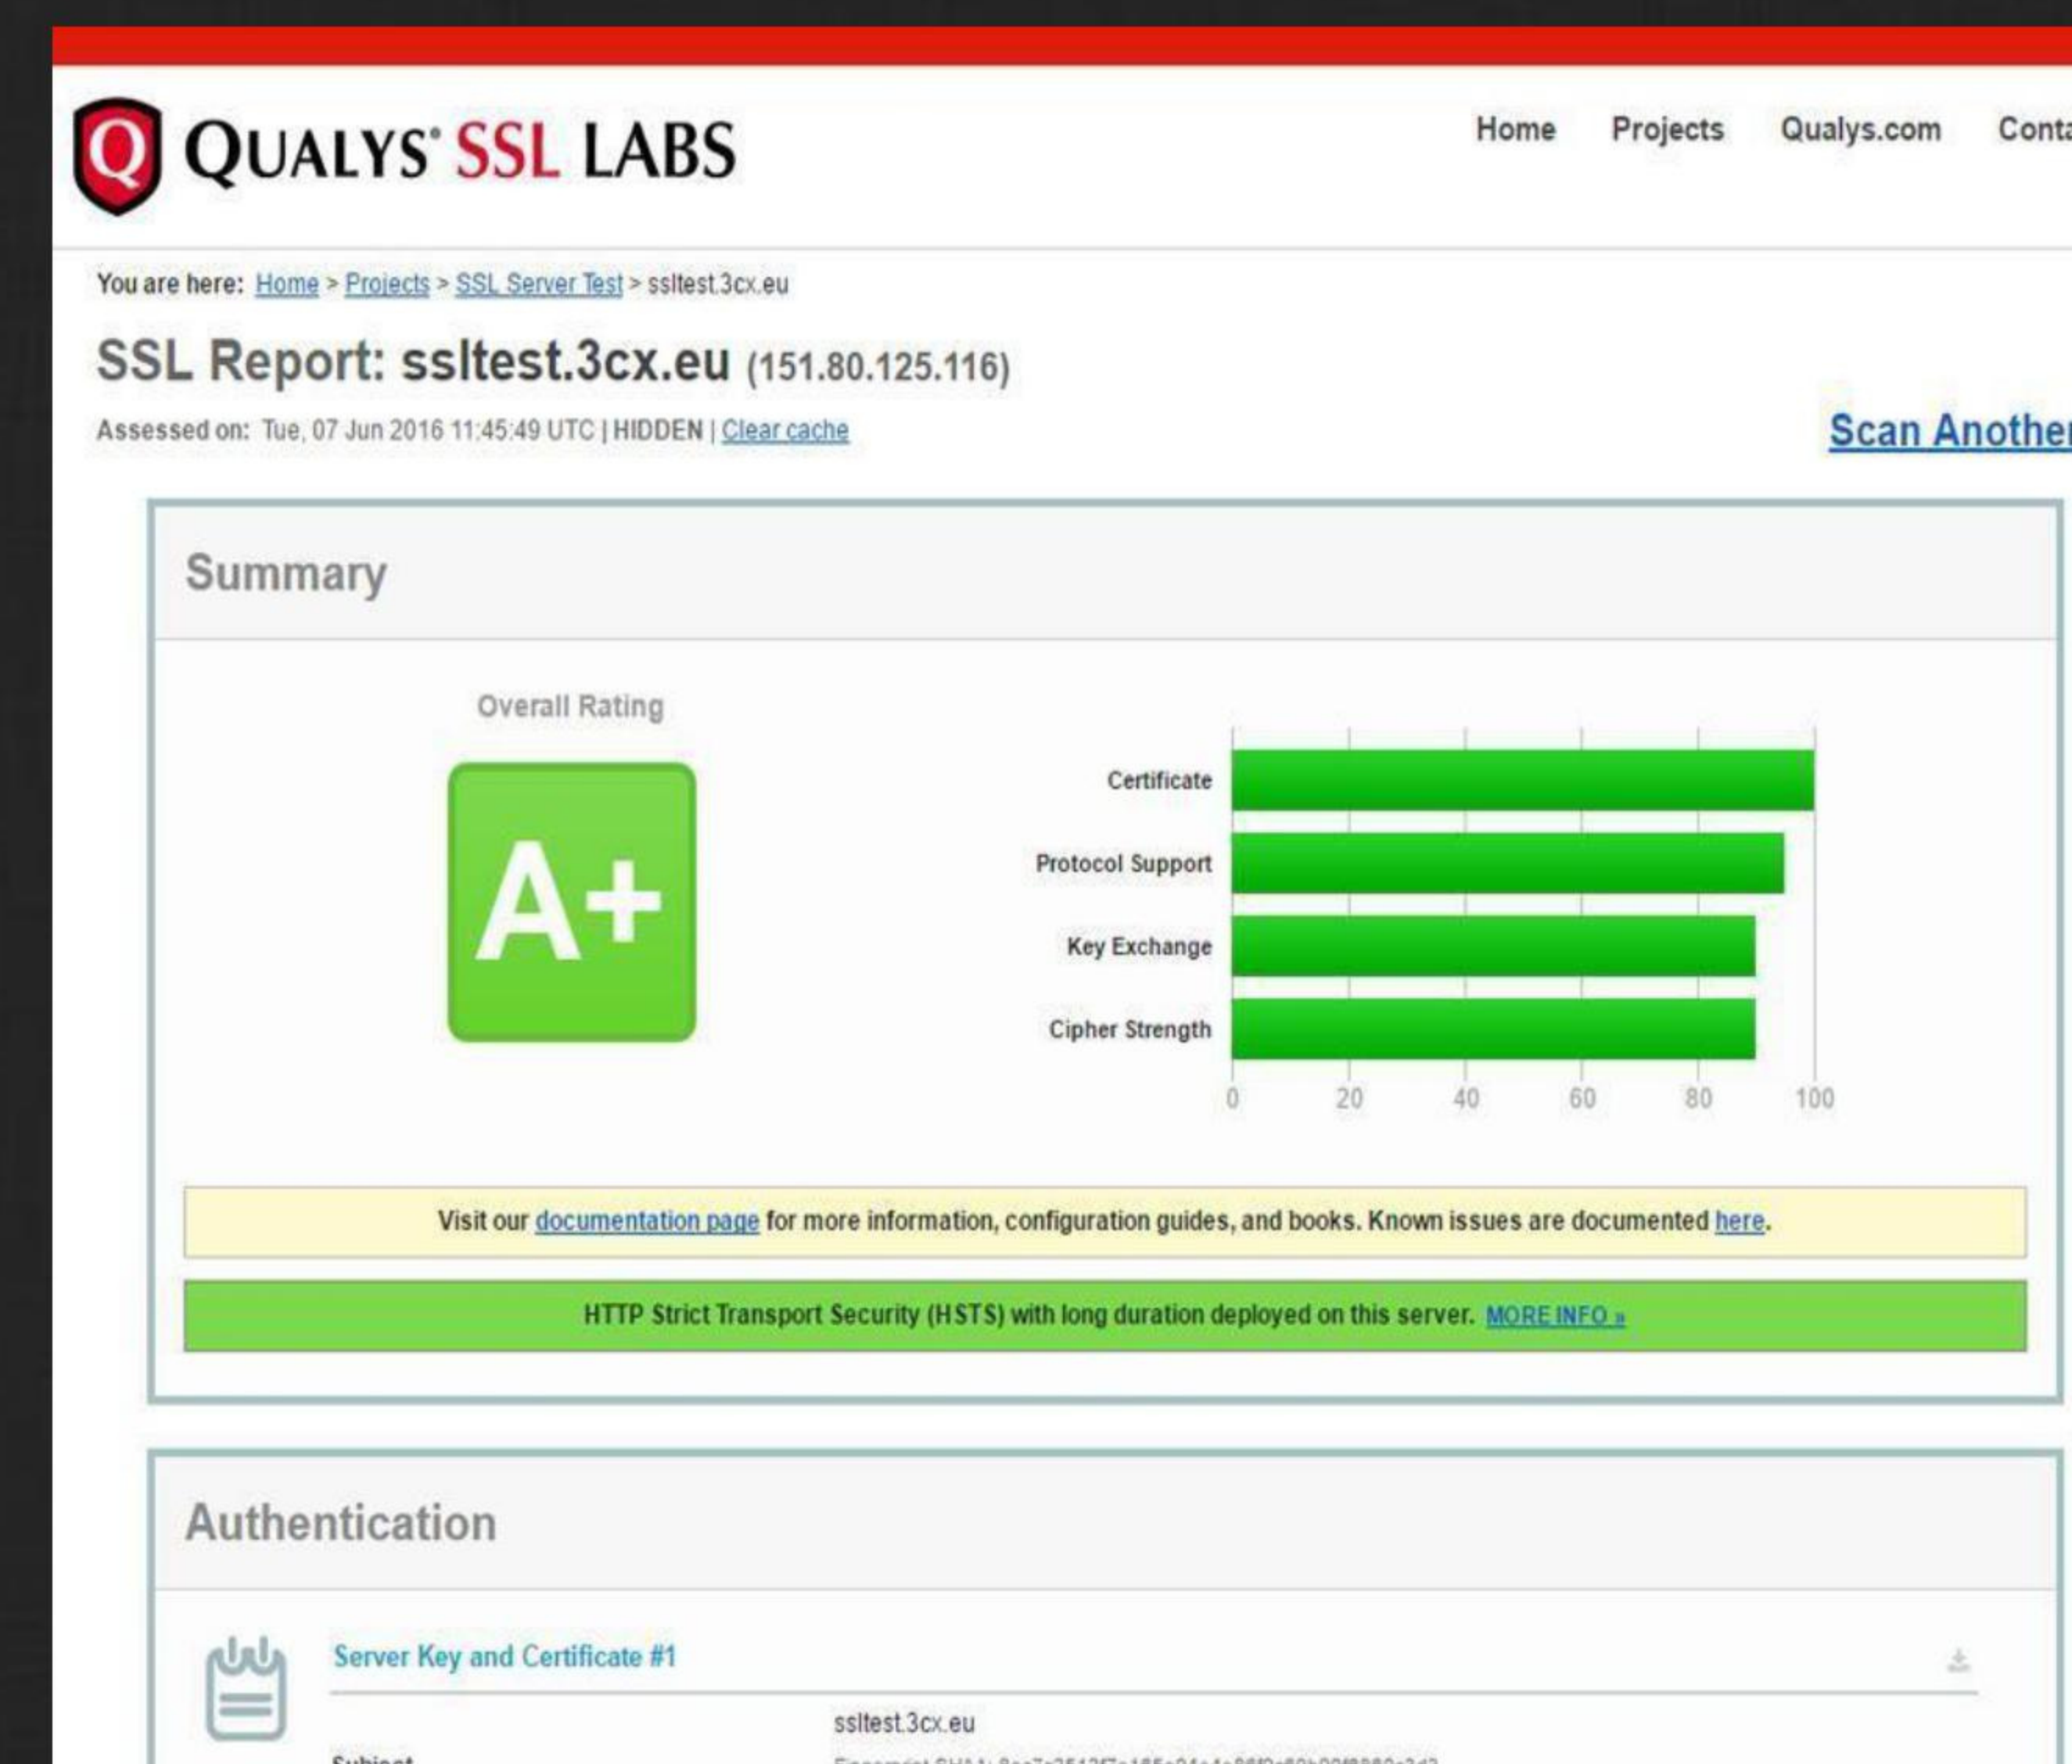 QUALYS® SSL LABS
Home Projects Qualys.com
You are here: Home > Projects > SSL Server Test > ssltest.3cx.eu
SSL Report: ssltest.3cx.eu (151.80.125.116)
Assessed on: Tue, 07 Jun 2016 11:45:49 UTC | HIDDEN | Clear cache
Scan Another
Summary
Overall Rating
A+
Certificate
Protocol Support
Key Exchange
Cipher Strength
0 20 40 60 80 100
Visit our documentation page for more information, configuration guides, and books. Known issues are documented here.
HTTP Strict Transport Security (HSTS) with long duration deployed on this server. MORE INFO »
Authentication
Server Key and Certificate #1
ssltest.3cx.eu
Subject